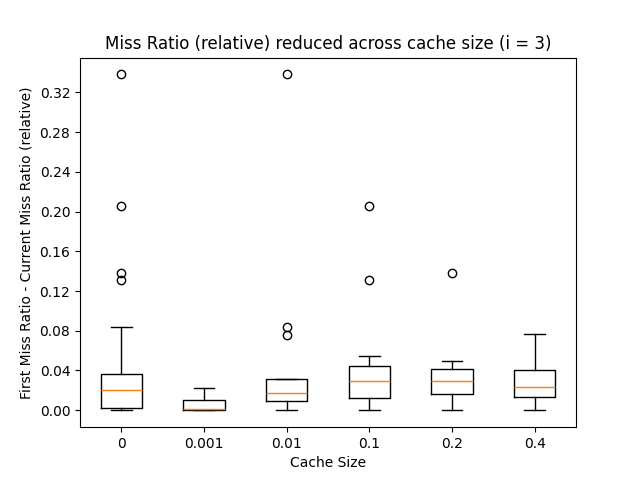 Miss Ratio (relative) reduced across cache size (i = 3)
First Miss Ratio - Current Miss Ratio (relative)
0.32
0.28
0.24
0.20
0.16
0.12
0.08
0.04
0.00
0 0.001 0.01 0.1 0.2 0.4
Cache Size